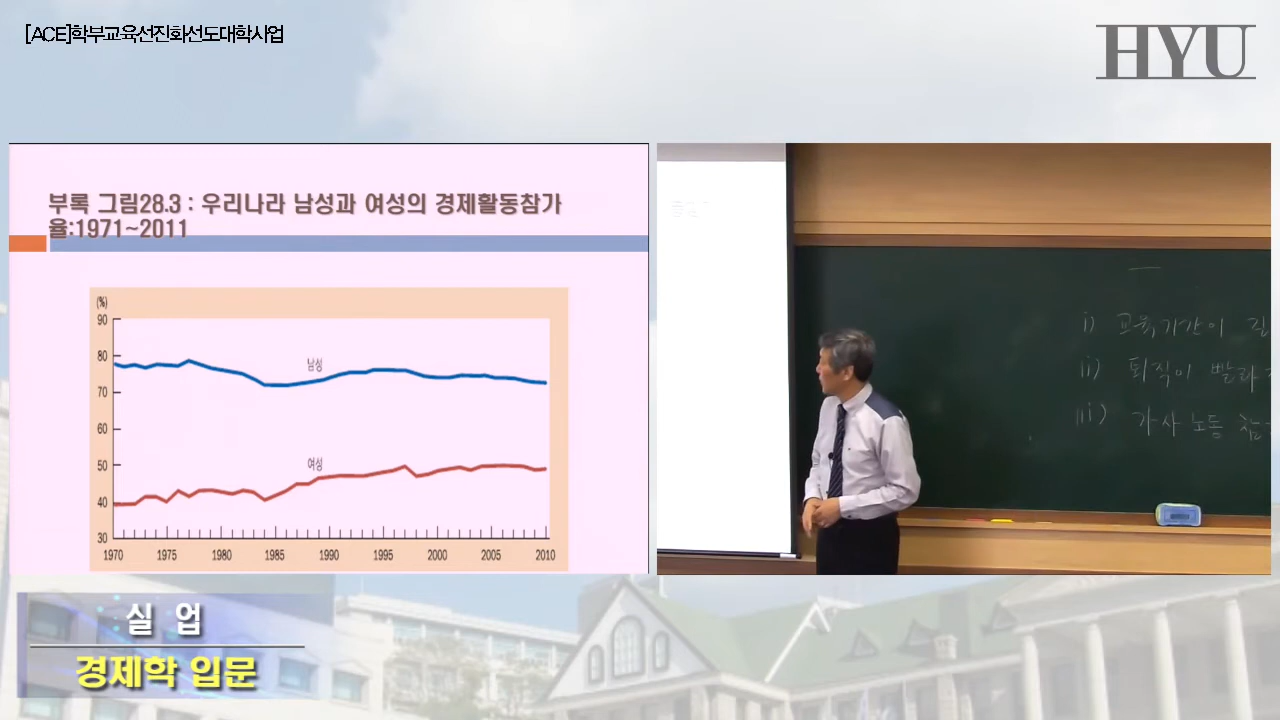 [ACE]학부교육선진화선도대학사업
HYU
부록 그림28.3 : 우리나라 남성과 여성의 경제활동참가
율:1971~2011
(%)
90
80
70
60
50
40
30
남성
여성
1970 1975 1980 1985 1990 1995 2000 2005 2010
i) 교육기간이 길
ii) 퇴직이 빨라
iii) 가사 노동
실 업
경제학 입문